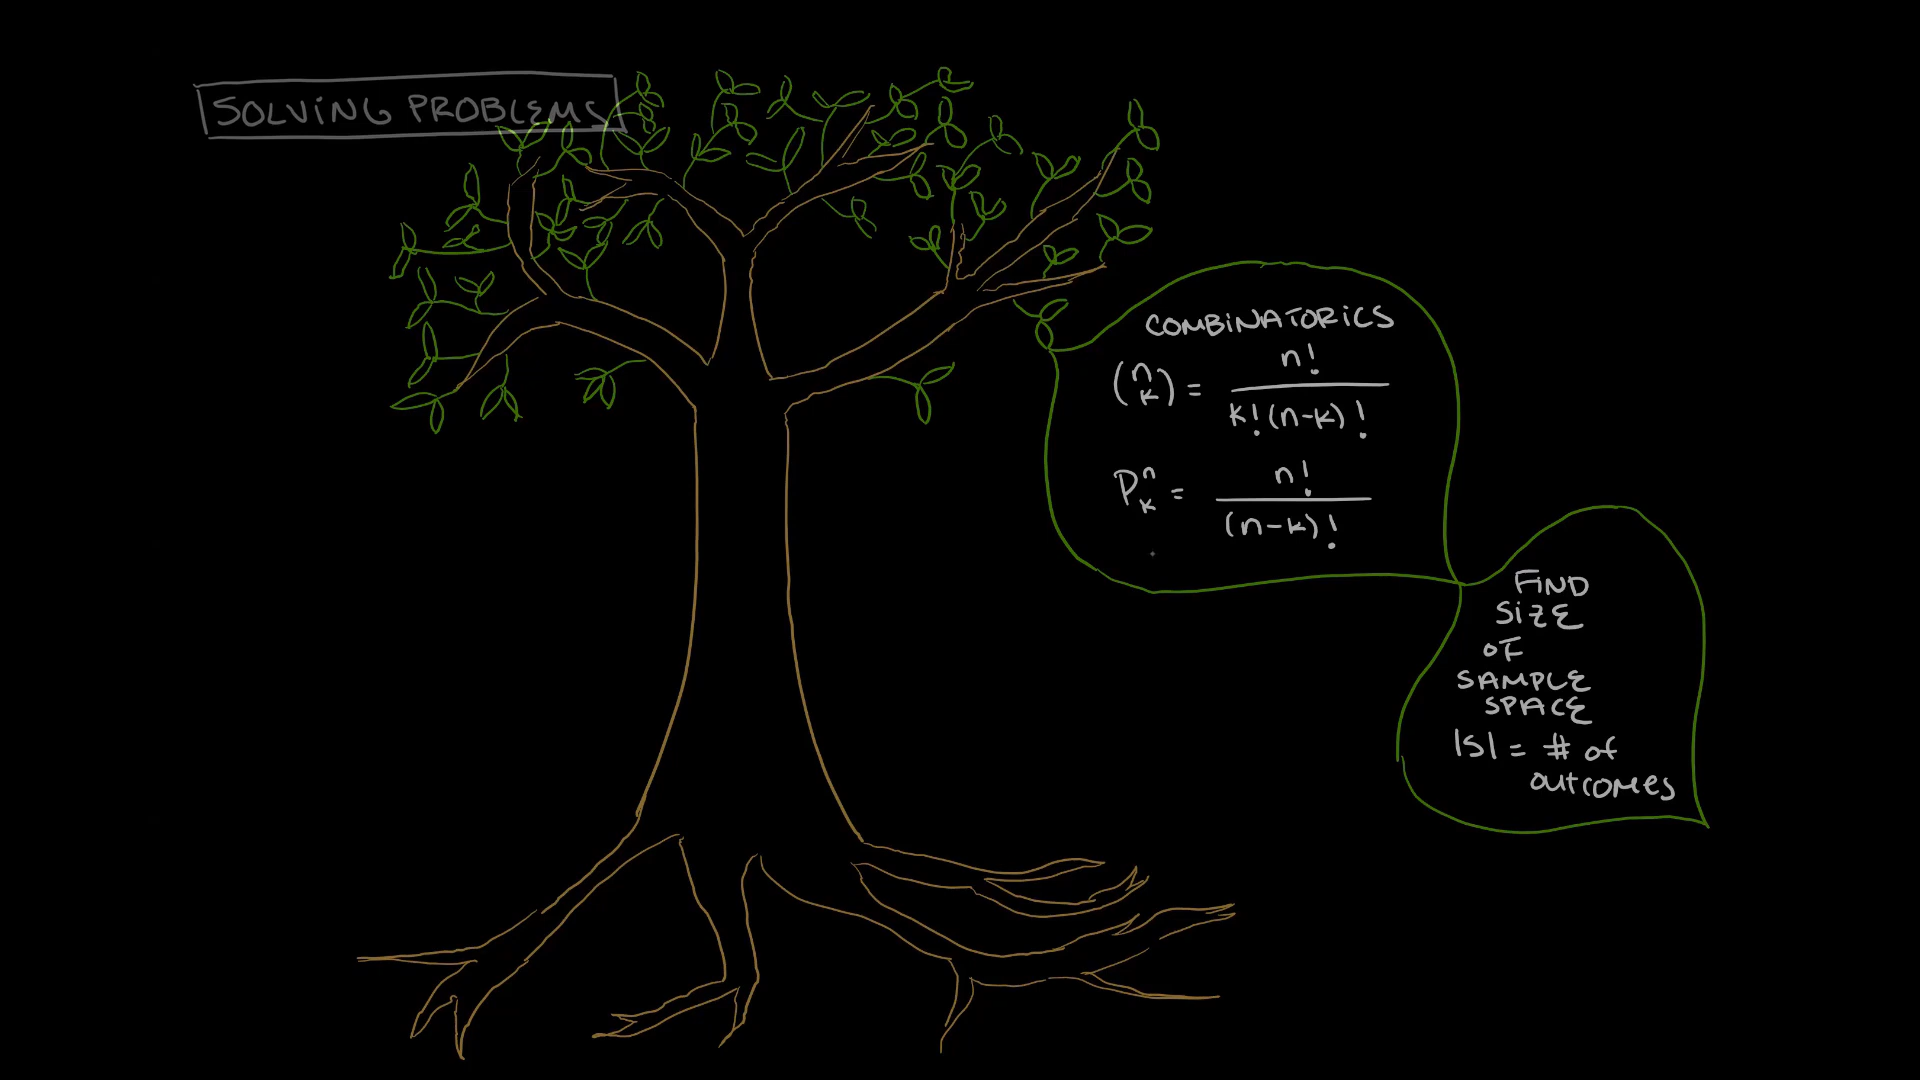 SOLVING PROBLEMS
COMBINATORICS
(n k) = n! / k!(n-k)!
P^n_k = n! / (n-k)!
FIND
SIZE
OF
SAMPLE
SPACE
|S| = # of
outcomes